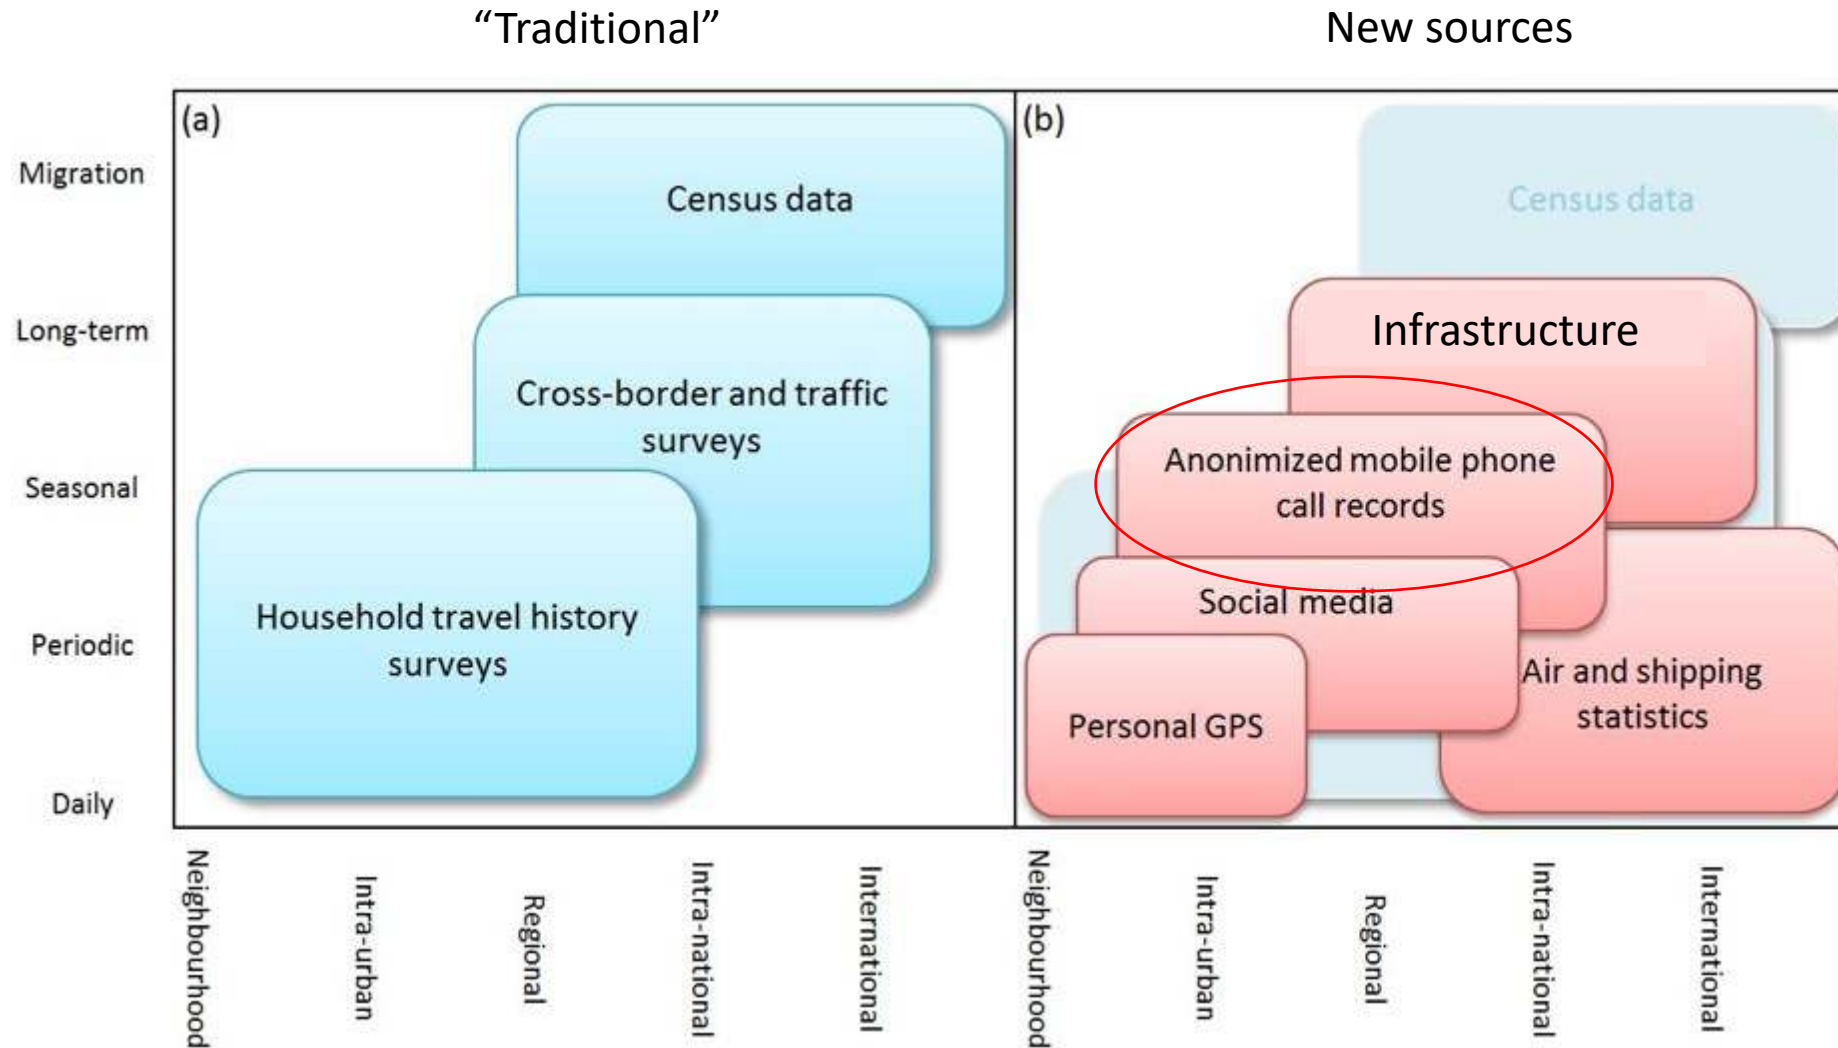 “Traditional”
New sources
(a)
(b)
Migration
Long-term
Seasonal
Periodic
Daily
Census data
Cross-border and traffic
surveys
Household travel history
surveys
Census data
Infrastructure
Anonimized mobile phone
call records
Social media
Air and shipping
statistics
Personal GPS
Neighbourhood
Intra-urban
Regional
Intra-national
International
Neighbourhood
Intra-urban
Regional
Intra-national
International